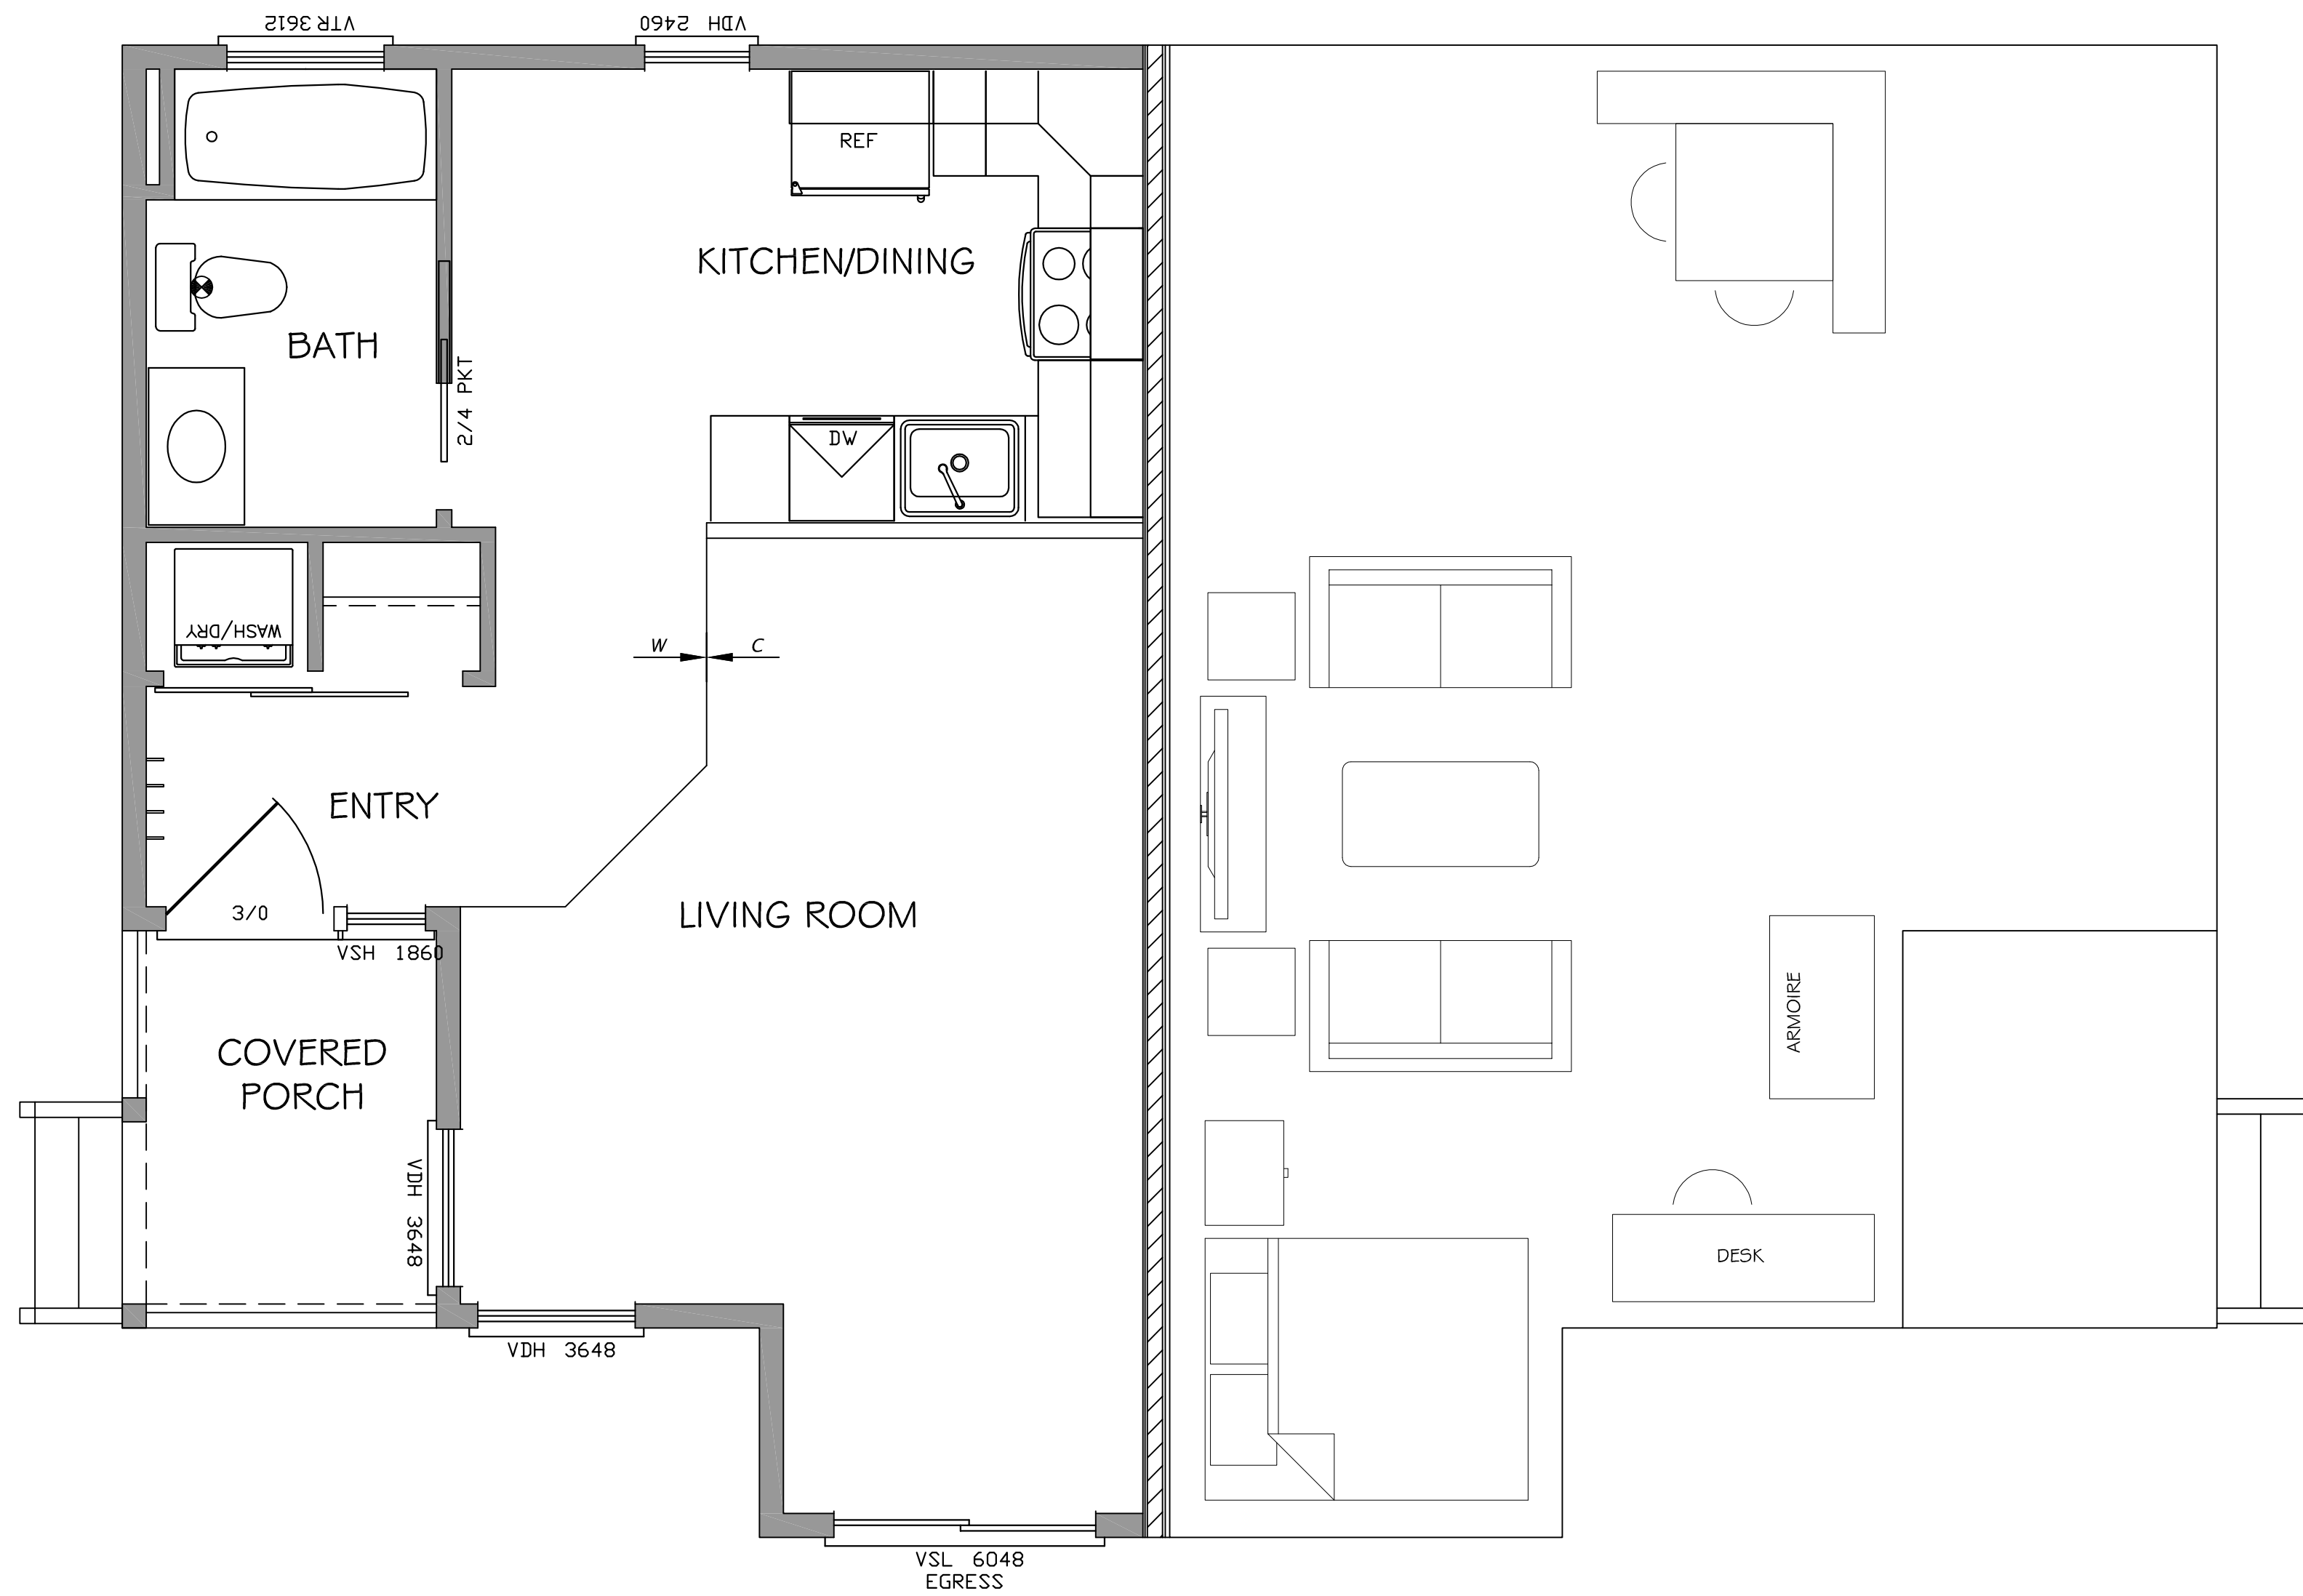 VTR 3612
VDH 2460
REF
KITCHEN/DINING
BATH
2/4 PKT
DW
WASH/DRY
W
C
ENTRY
LIVING ROOM
3/0
VSH 1860
COVERED
PORCH
VDH 3648
VDH 3648
VSL 6048
EGRESS
ARMOIRE
DESK